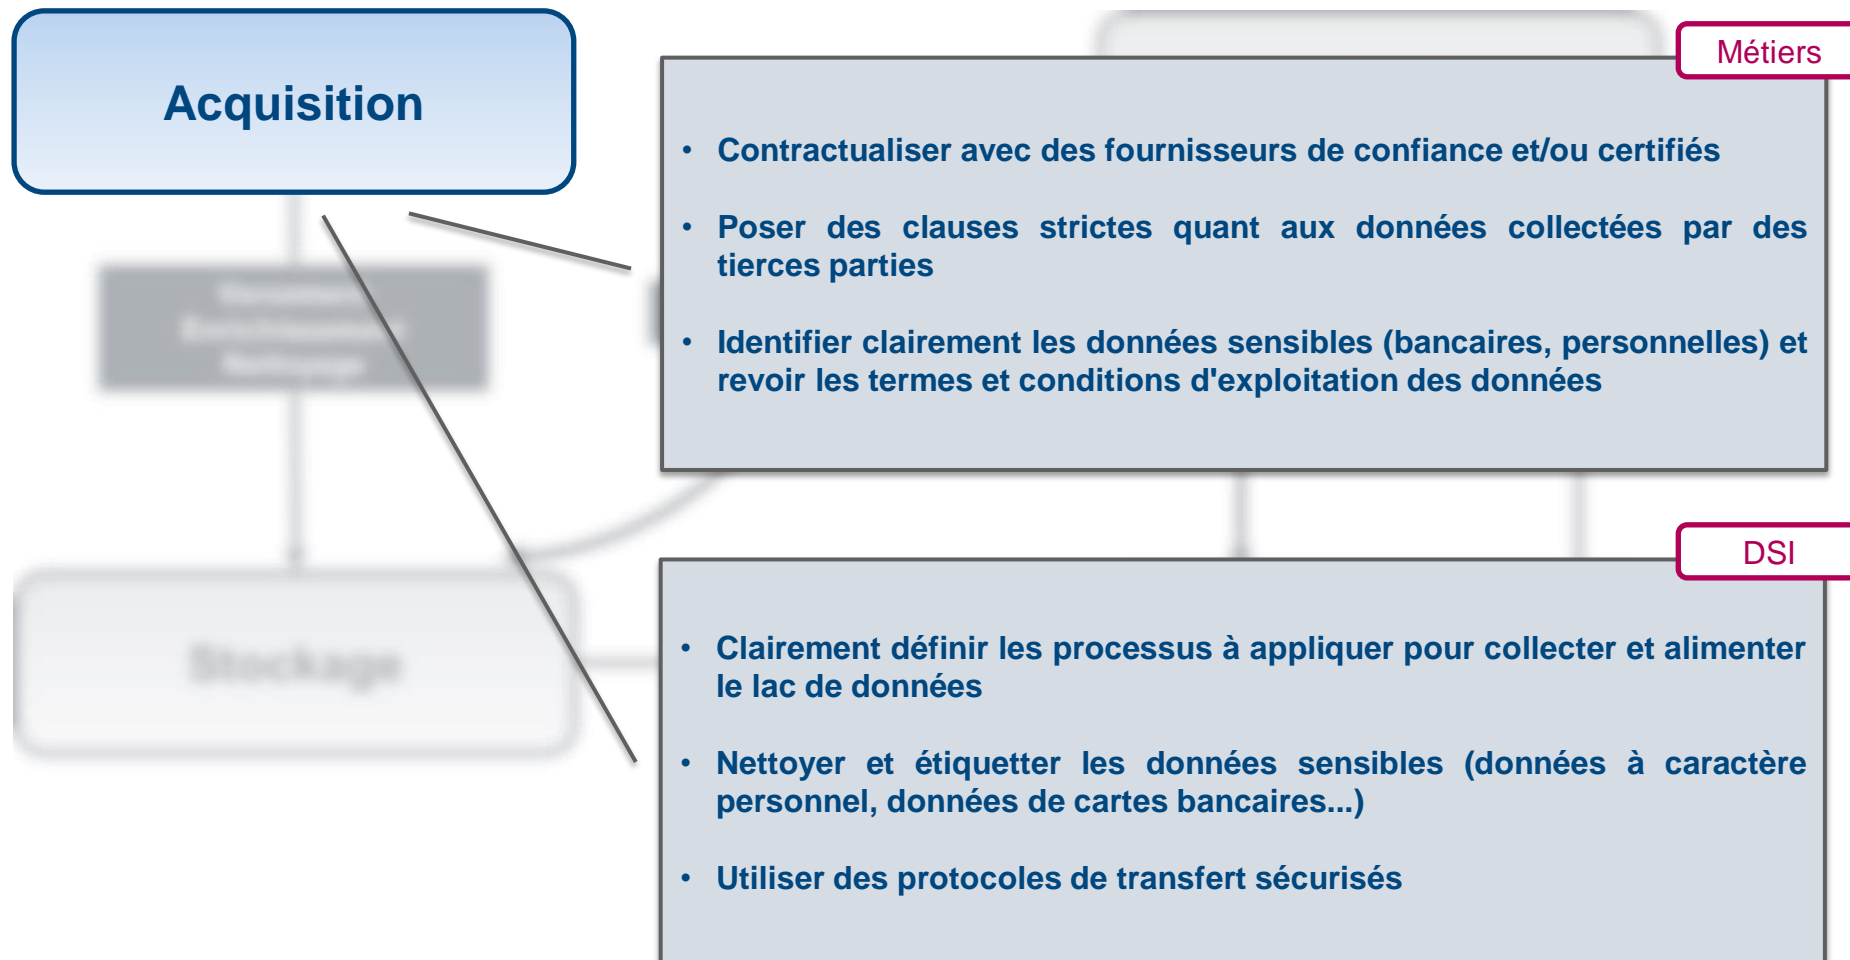 Acquisition
Métiers
• Contractualiser avec des fournisseurs de confiance et/ou certifiés
• Poser des clauses strictes quant aux données collectées par des
tierces parties
• Identifier clairement les données sensibles (bancaires, personnelles) et
revoir les termes et conditions d'exploitation des données
Enrichissement
Nettoyage
Stockage
DSI
• Clairement définir les processus à appliquer pour collecter et alimenter
le lac de données
• Nettoyer et étiquetter les données sensibles (données à caractère
personnel, données de cartes bancaires...)
• Utiliser des protocoles de transfert sécurisés